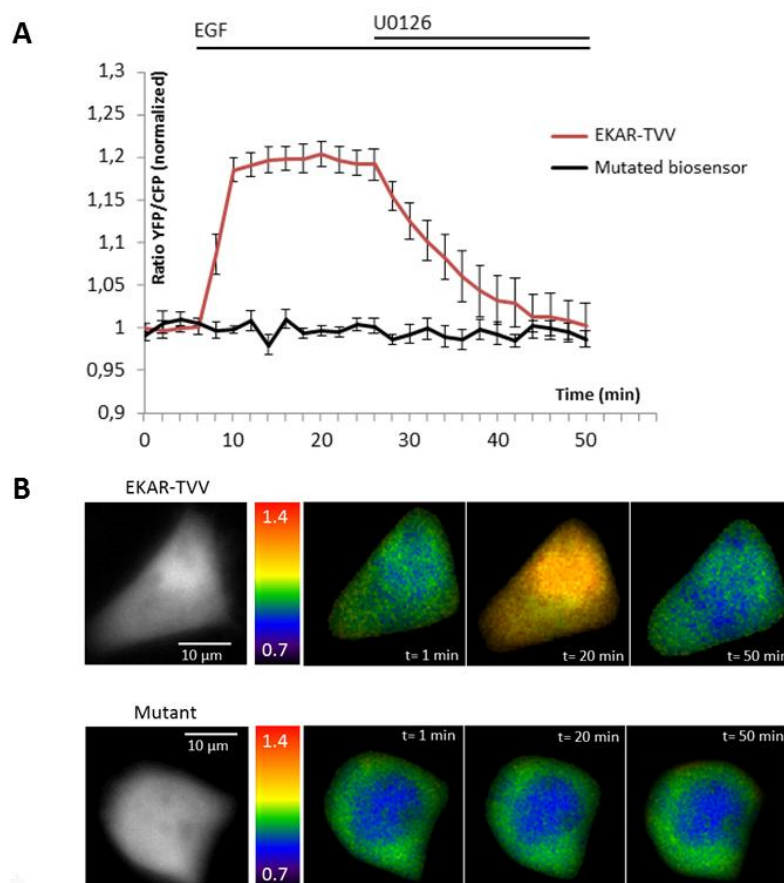 A
EGF
U0126
1,3
1,25
1,2
1,15
1,1
1,05
1
0,95
0,9
Ratio YFP/CFP (normalized)
EKAR-TVV
Mutated biosensor
Time (min)
0 10 20 30 40 50
B
EKAR-TVV
10 µm
1.4
0.7
t= 1 min
t= 20 min
t= 50 min
Mutant
10 µm
1.4
0.7
t= 1 min
t= 20 min
t= 50 min